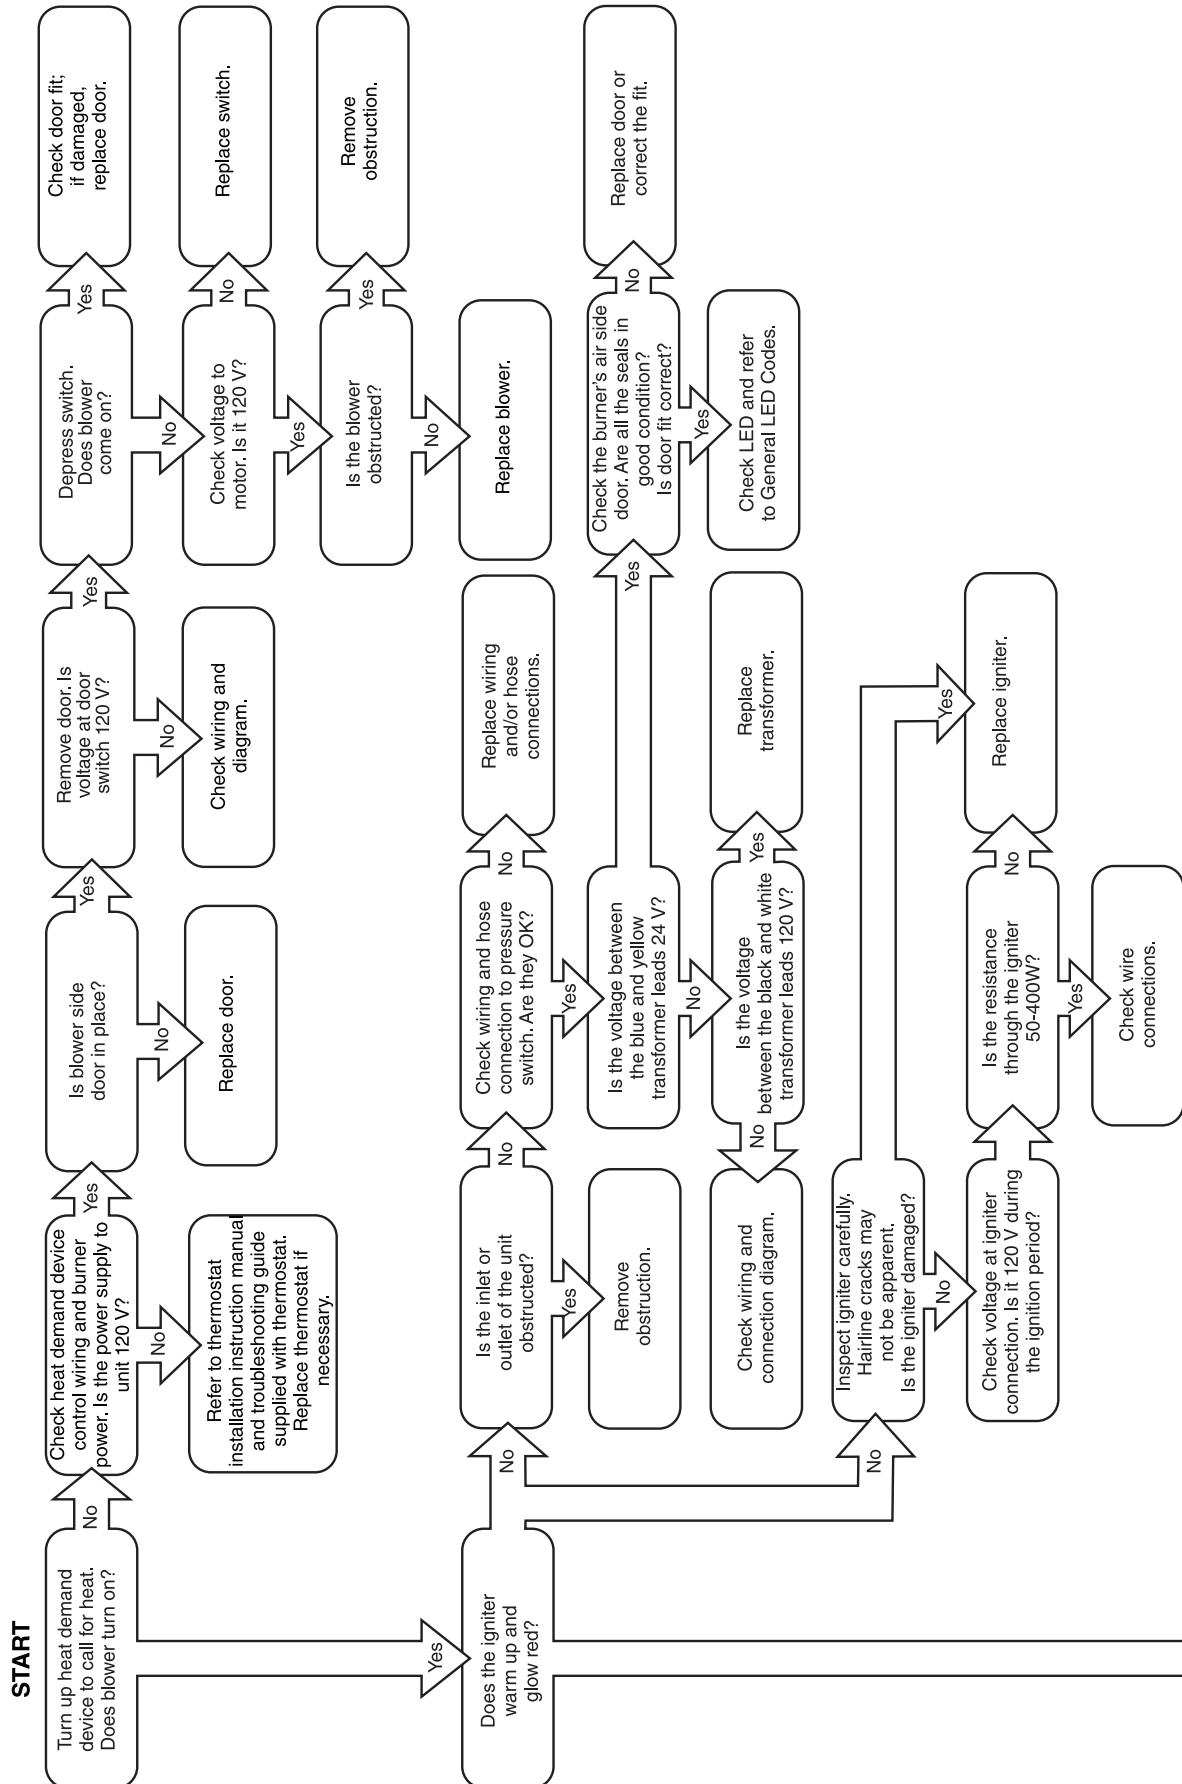 START
Turn up heat demand
device to call for heat.
Does blower turn on?
No
Check heat demand device
control wiring and burner
power. Is the power supply to
unit 120 V?
Yes
Is blower side
door in place?
Yes
Remove door. Is
voltage at door
switch 120 V?
Yes
Depress switch.
Does blower
come on?
Yes
Check door fit;
if damaged,
replace door.
No
Refer to thermostat
installation instruction manual
and troubleshooting guide
supplied with thermostat.
Replace thermostat if
necessary.
No
Replace door.
No
Check wiring and
diagram.
No
Check voltage to
motor. Is it 120 V?
No
Replace switch.
Yes
Is the blower
obstructed?
Yes
Remove
obstruction.
No
Replace blower.
Yes
Does the igniter
warm up and
glow red?
No
Is the inlet or
outlet of the unit
obstructed?
No
Check wiring and hose
connection to pressure
switch. Are they OK?
No
Replace wiring
and/or hose
connections.
Yes
Remove
obstruction.
Yes
Is the voltage between
the blue and yellow
transformer leads 24 V?
Yes
Check the burner's air side
door. Are all the seals in
good condition?
Is door fit correct?
No
Replace door or
correct the fit.
Yes
Check LED and refer
to General LED Codes.
No
Is the voltage
between the black and white
transformer leads 120 V?
Yes
Replace
transformer.
No
Check wiring and
connection diagram.
No
Inspect igniter carefully.
Hairline cracks may
not be apparent.
Is the igniter damaged?
Yes
Replace igniter.
No
Check voltage at igniter
connection. Is it 120 V during
the ignition period?
Is the resistance
through the igniter
50-400W?
No
Yes
Check wire
connections.